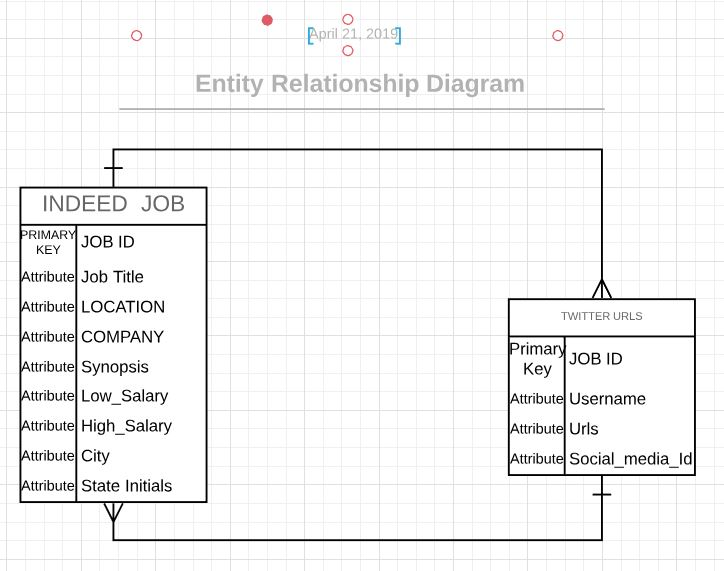 April 21, 2019
Entity Relationship Diagram
INDEED JOB
PRIMARY
KEY
JOB ID
Attribute Job Title
Attribute LOCATION
Attribute COMPANY
Attribute Synopsis
Attribute Low_Salary
Attribute High_Salary
Attribute City
Attribute State Initials
TWITTER URLS
Primary
Key
JOB ID
Attribute Username
Attribute Urls
Attribute Social_media_Id